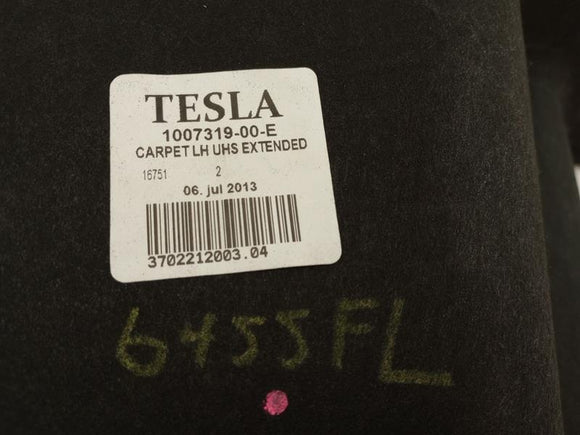 TESLA
1007319-00-E
CARPET LH UHS EXTENDED
16751 2
06. jul 2013
3702212003.04
6455FL